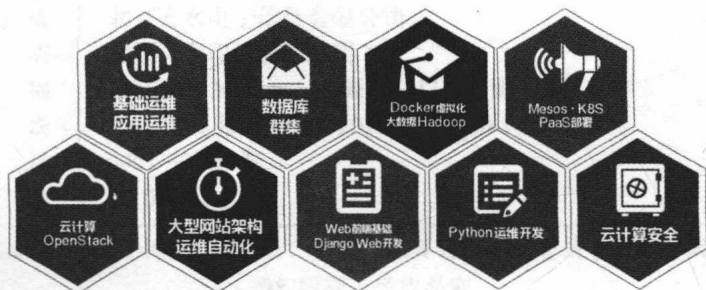 基础运维
应用运维
数据库
群集
Docker虚拟化
大数据Hadoop
Mesos · K8S
PaaS部署
云计算
OpenStack
大型网站架构
运维自动化
Web前端基础
Django Web开发
Python运维开发
云计算安全